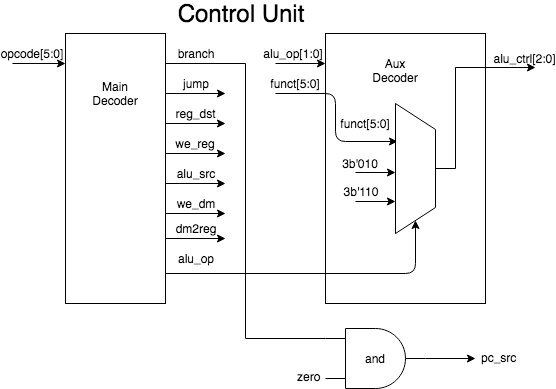 Control Unit
opcode[5:0]
Main
Decoder
branch
jump
reg_dst
we_reg
alu_src
we_dm
dm2reg
alu_op
alu_op[1:0]
funct[5:0]
Aux
Decoder
alu_ctrl[2:0]
funct[5:0]
3b'010
3b'110
and
zero
pc_src